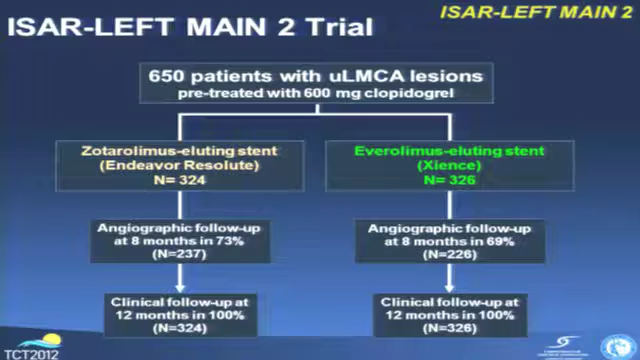 ISAR-LEFT MAIN 2
ISAR-LEFT MAIN 2 Trial
650 patients with uLMCA lesions
pre-treated with 600 mg clopidogrel
Zotarolimus-eluting stent
(Endeavor Resolute)
N= 324
Everolimus-eluting stent
(Xience)
N= 326
Angiographic follow-up
at 8 months in 73%
(N=237)
Angiographic follow-up
at 8 months in 69%
(N=226)
Clinical follow-up at
12 months in 100%
(N=324)
Clinical follow-up at
12 months in 100%
(N=326)
TCT2012